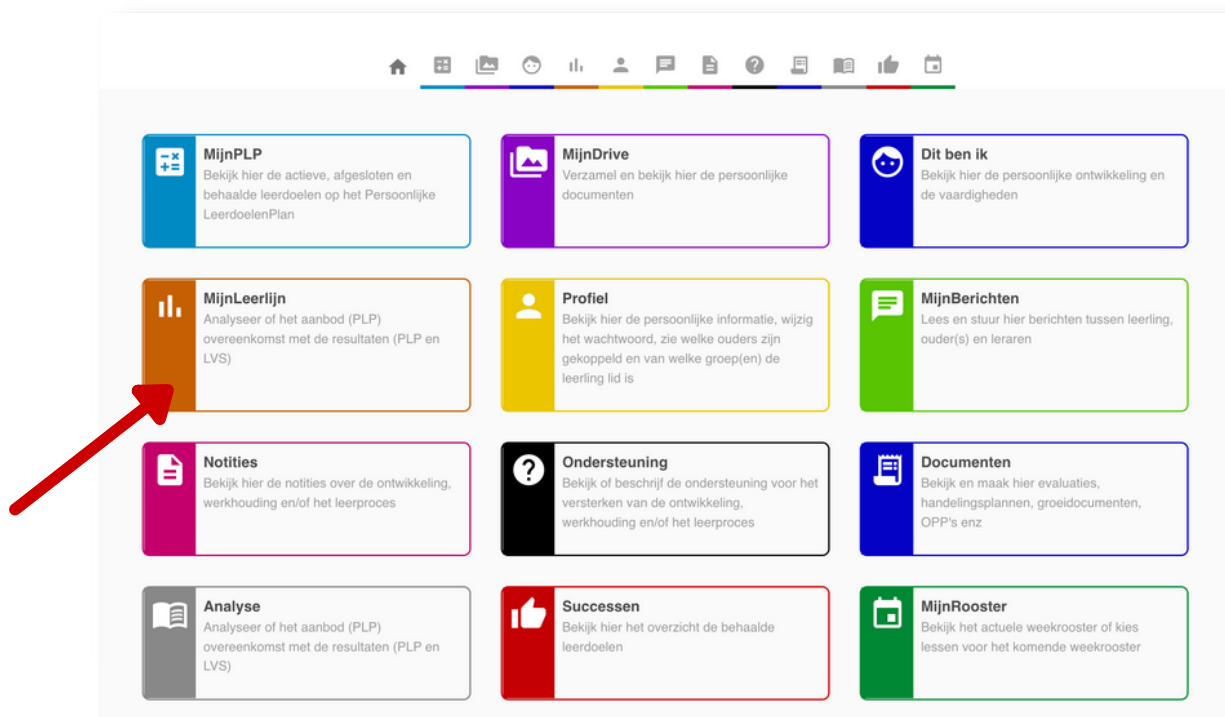 MijnPLP
Bekijk hier de actieve, afgesloten en
behaalde leerdoelen op het Persoonlijke
LeerdoelenPlan
MijnDrive
Verzamel en bekijk hier de persoonlijke
documenten
Dit ben ik
Bekijk hier de persoonlijke ontwikkeling en
de vaardigheden
MijnLeerlijn
Analyseer of het aanbod (PLP)
overeenkomst met de resultaten (PLP en
LVS)
Profiel
Bekijk hier de persoonlijke informatie, wijzig
het wachtwoord, zie welke ouders zijn
gekoppeld en van welke groep(en) de
leerling lid is
MijnBerichten
Lees en stuur hier berichten tussen leerling,
ouder(s) en leraren
Notities
Bekijk hier de notities over de ontwikkeling,
werkhouding en/of het leerproces
Ondersteuning
Bekijk of beschrijf de ondersteuning voor het
versterken van de ontwikkeling,
werkhouding en/of het leerproces
Documenten
Bekijk en maak hier evaluaties,
handelingsplannen, groeidocumenten,
OPP's enz
Analyse
Analyseer of het aanbod (PLP)
overeenkomst met de resultaten (PLP en
LVS)
Successen
Bekijk hier het overzicht de behaalde
leerdoelen
MijnRooster
Bekijk het actuele weekrooster of kies
lessen voor het komende weekrooster